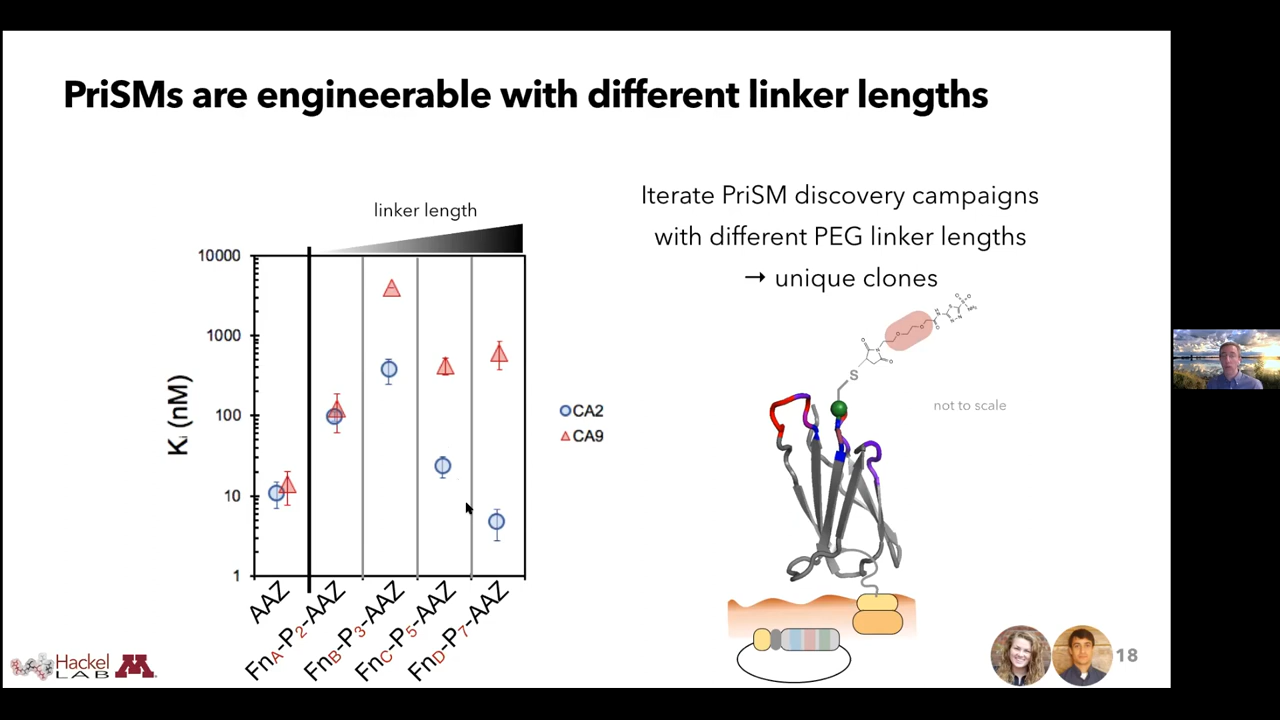 PriSMs are engineerable with different linker lengths
Iterate PriSM discovery campaigns
with different PEG linker lengths
→ unique clones
linker length
10000
1000
100
10
1
Ki (nM)
CA2
CA9
AAZ
FnA-P2-AAZ
FnB-P3-AAZ
FnC-P5-AAZ
FnD-P7-AAZ
S
not to scale
Hackel
LAB
M
18